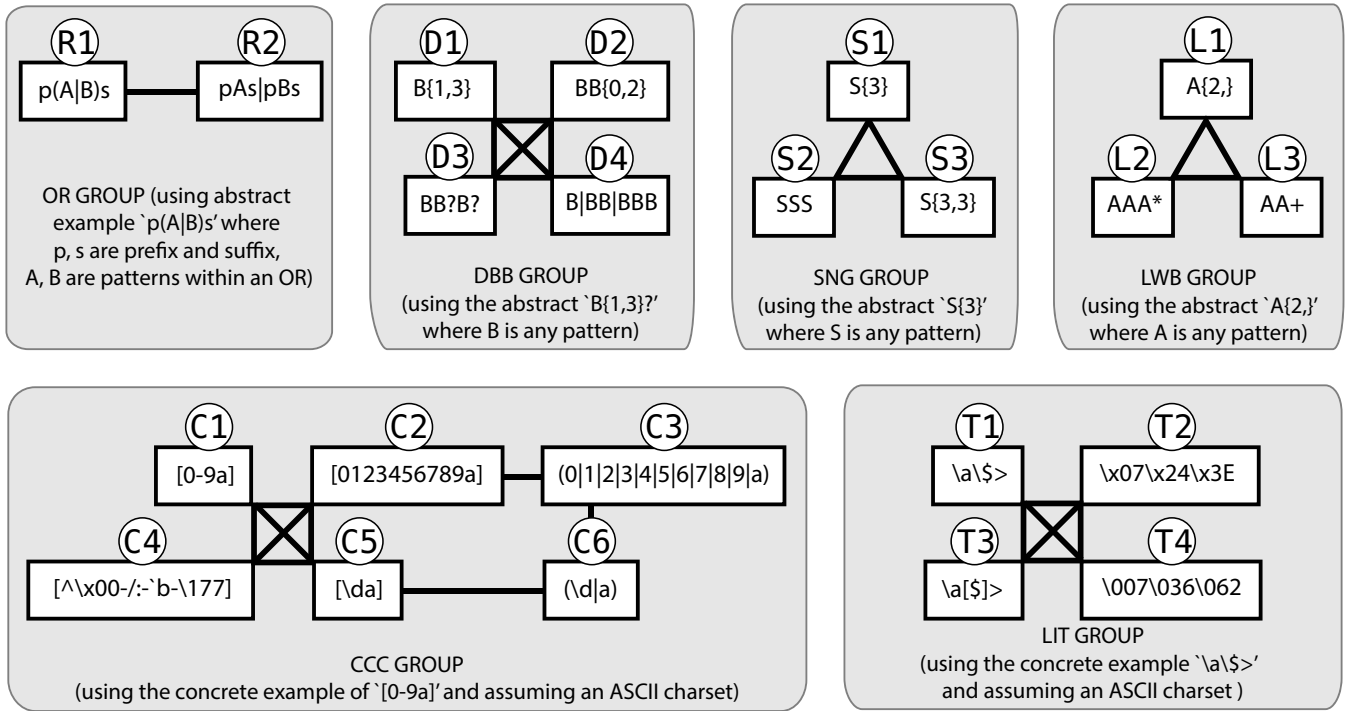 R1
R2
p(A|B)s
pAs|pBs
OR GROUP (using abstract
example `p(A|B)s’ where
p, s are prefix and suffix,
A, B are patterns within an OR)
D1
D2
B{1,3}
BB{0,2}
D3
D4
BB?B?
B|BB|BBB
DBB GROUP
(using the abstract `B{1,3}?’
where B is any pattern)
S1
S{3}
S2
S3
SSS
S{3,3}
SNG GROUP
(using the abstract `S{3}’
where S is any pattern)
L1
A{2,}
L2
L3
AAA*
AA+
LWB GROUP
(using the abstract `A{2,}’
where A is any pattern)
C1
C2
C3
[0-9a]
[0123456789a]
(0|1|2|3|4|5|6|7|8|9|a)
C4
C5
C6
[^\x00-/:-`b-\177]
[\da]
(\d|a)
CCC GROUP
(using the concrete example of `[0-9a]’ and assuming an ASCII charset)
T1
T2
\a\$>
\x07\x24\x3E
T3
T4
\a[$]>
\007\036\062
LIT GROUP
(using the concrete example `\a\$>’
and assuming an ASCII charset )